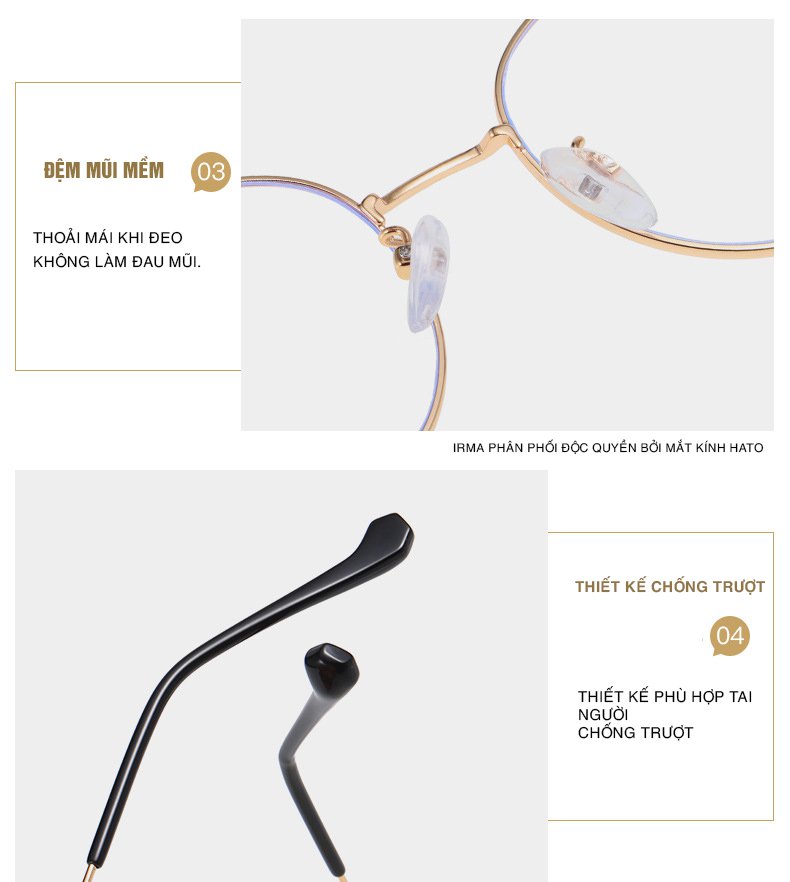 ĐỆM MŨI MỀM
03
THOẢI MÁI KHI ĐEO
KHÔNG LÀM ĐAU MŨI.
IRMA PHÂN PHỐI ĐỘC QUYỀN BỞI MẮT KÍNH HATO
THIẾT KẾ CHỐNG TRƯỢT
04
THIẾT KẾ PHÙ HỢP TAI
NGƯỜI
CHỐNG TRƯỢT